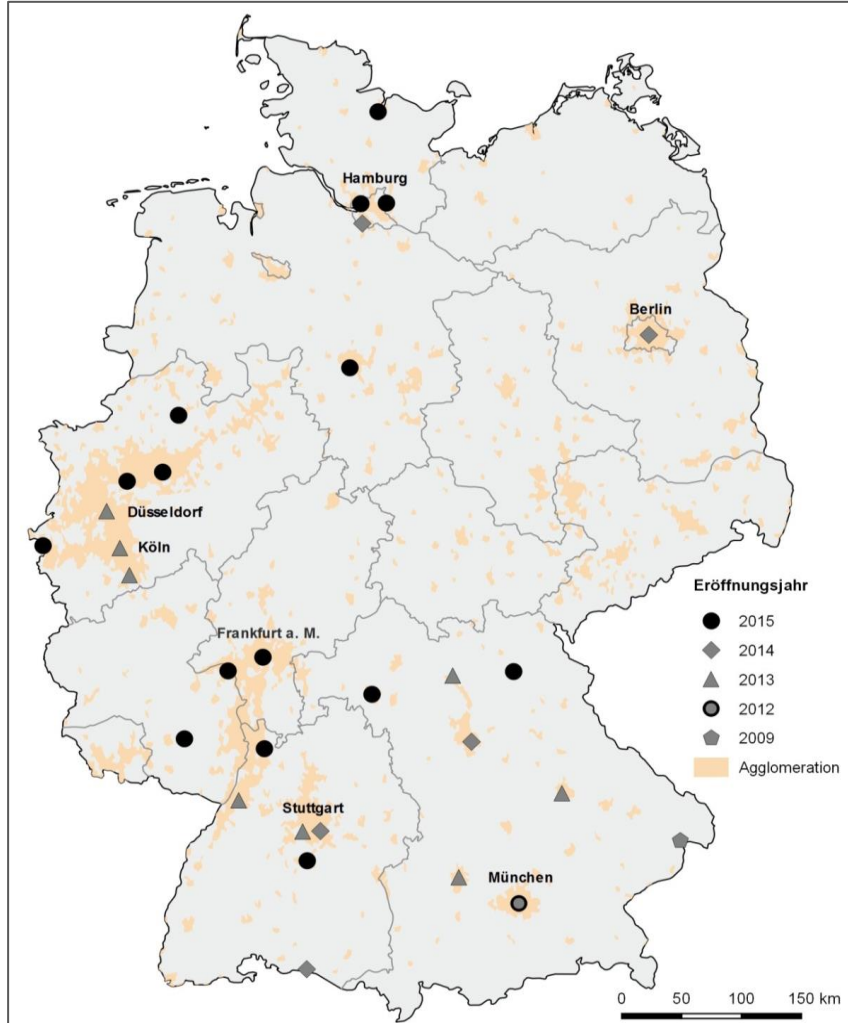 Hamburg
Berlin
Düsseldorf
Köln
Frankfurt a. M.
Stuttgart
München
Eröffnungsjahr
2015
2014
2013
2012
2009
Agglomeration
0 50 100 150 km